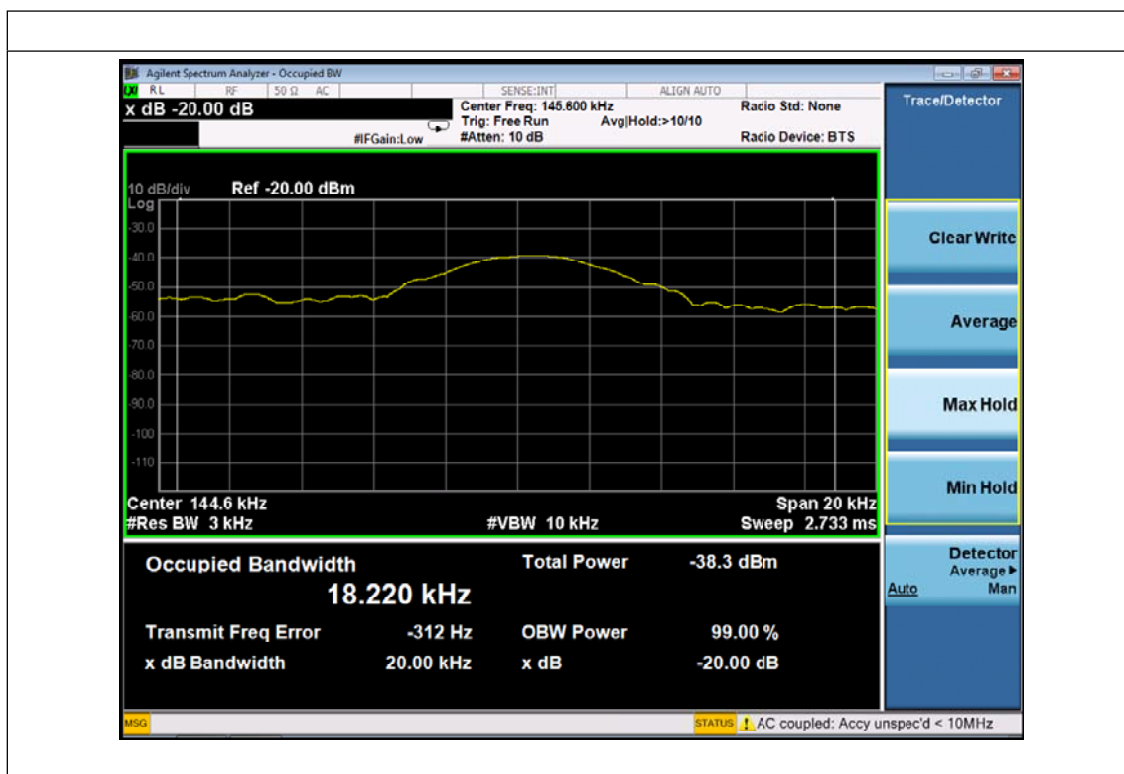 Agilent Spectrum Analyzer - Occupied BW
RL RF 50 Ω AC SENSE:INT ALIGN AUTO
x dB -20.00 dB
Center Freq: 145.600 kHz
Radio Std: None
Trig: Free Run Avg|Hold:>10/10
#IFGain:Low
#Atten: 10 dB
Radio Device: BTS
10 dB/div Ref -20.00 dBm
Log
-30.0
-40.0
-50.0
-60.0
-70.0
-80.0
-90.0
-100
-110
Center 144.6 kHz Span 20 kHz
#Res BW 3 kHz #VBW 10 kHz Sweep 2.733 ms
Occupied Bandwidth Total Power -38.3 dBm
18.220 kHz
Transmit Freq Error -312 Hz OBW Power 99.00 %
x dB Bandwidth 20.00 kHz x dB -20.00 dB
Trace/Detector
Clear Write
Average
Max Hold
Min Hold
Detector
Average
Auto Man
MSG STATUS AC coupled: Accy unspec'd < 10MHz